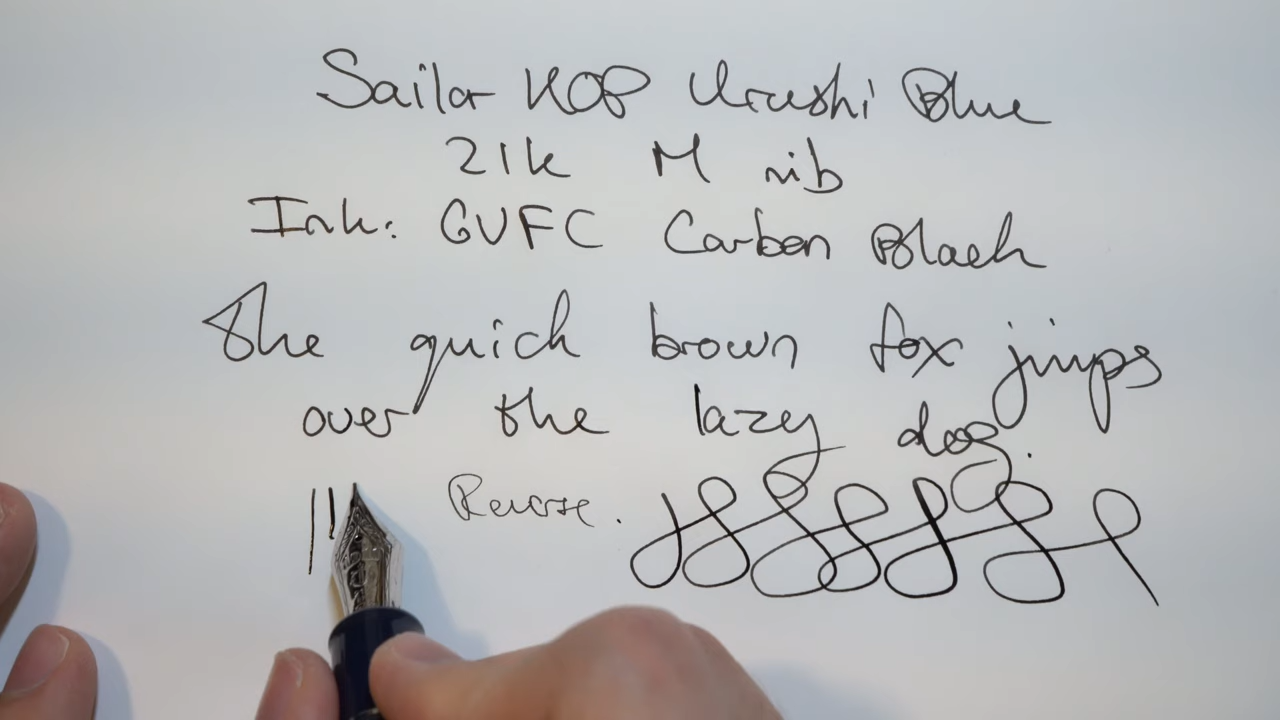 Sailor KOP Urushi Blue
21k M nib
Ink: GVFC Carbon Black
The quick brown fox jumps
over the lazy dog.
Reverse.